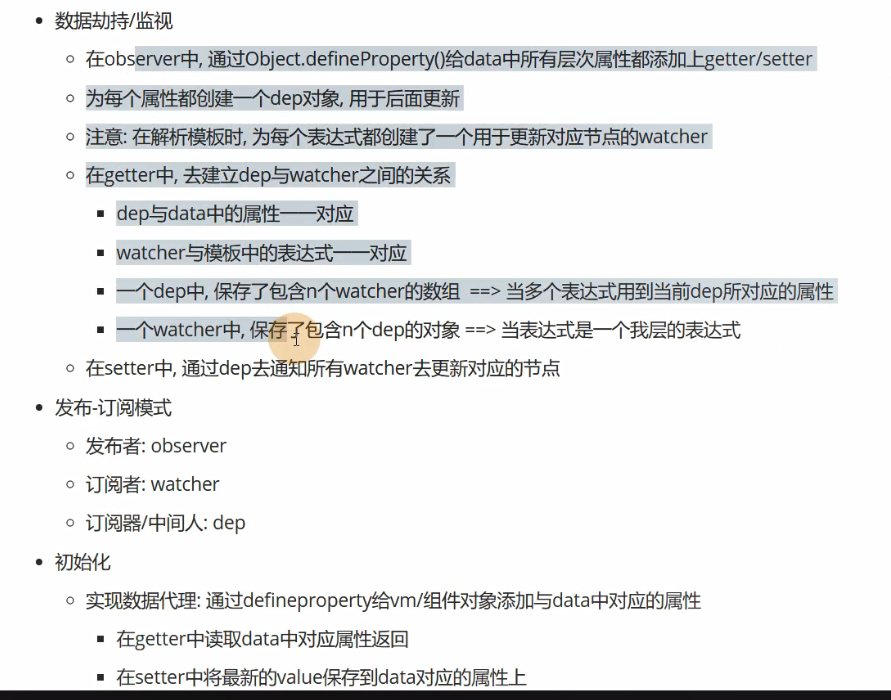 数据劫持/监视
在observer中, 通过Object.defineProperty()给data中所有层次属性都添加上getter/setter
为每个属性都创建一个dep对象, 用于后面更新
注意: 在解析模板时, 为每个表达式都创建了一个用于更新对应节点的watcher
在getter中, 去建立dep与watcher之间的关系
dep与data中的属性一一对应
watcher与模板中的表达式一一对应
一个dep中, 保存了包含n个watcher的数组 ==> 当多个表达式用到当前dep所对应的属性
一个watcher中, 保存了包含n个dep的对象 ==> 当表达式是一个我层的表达式
在setter中, 通过dep去通知所有watcher去更新对应的节点
发布-订阅模式
发布者: observer
订阅者: watcher
订阅器/中间人: dep
初始化
实现数据代理: 通过defineproperty给vm/组件对象添加与data中对应的属性
在getter中读取data中对应属性返回
在setter中将最新的value保存到data对应的属性上